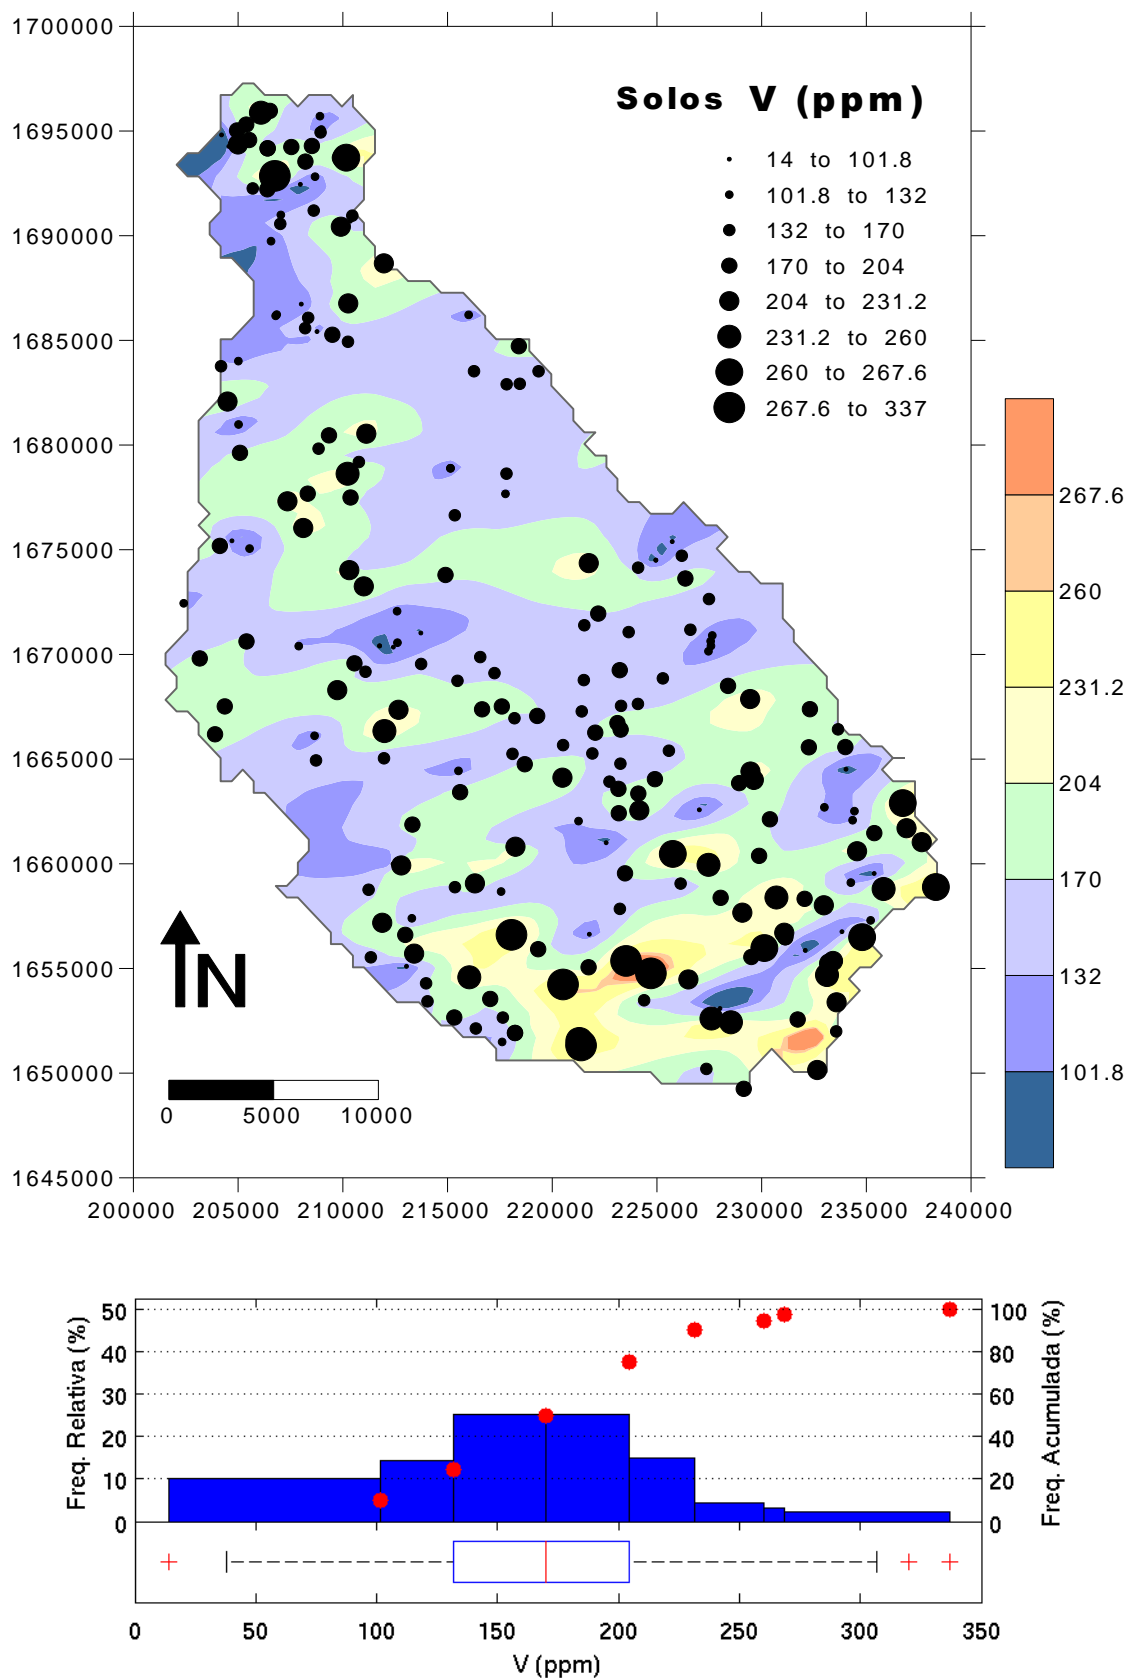 1700000
Solos V (ppm)
1695000
14 to 101.8
101.8 to 132
1690000
132 to 170
170 to 204
204 to 231.2
1685000
231.2 to 260
260 to 267.6
267.6 to 337
1680000
267.6
1675000
260
1670000
231.2
1665000
204
1660000
170
N
1655000
132
1650000
101.8
0 5000 10000
1645000
200000 205000 210000 215000 220000 225000 230000 235000 240000
Freq. Relativa (%)
50
40
30
20
10
0
100
80
60
40
20
0
Freq. Acumulada (%)
0 50 100 150 200 250 300 350
V (ppm)